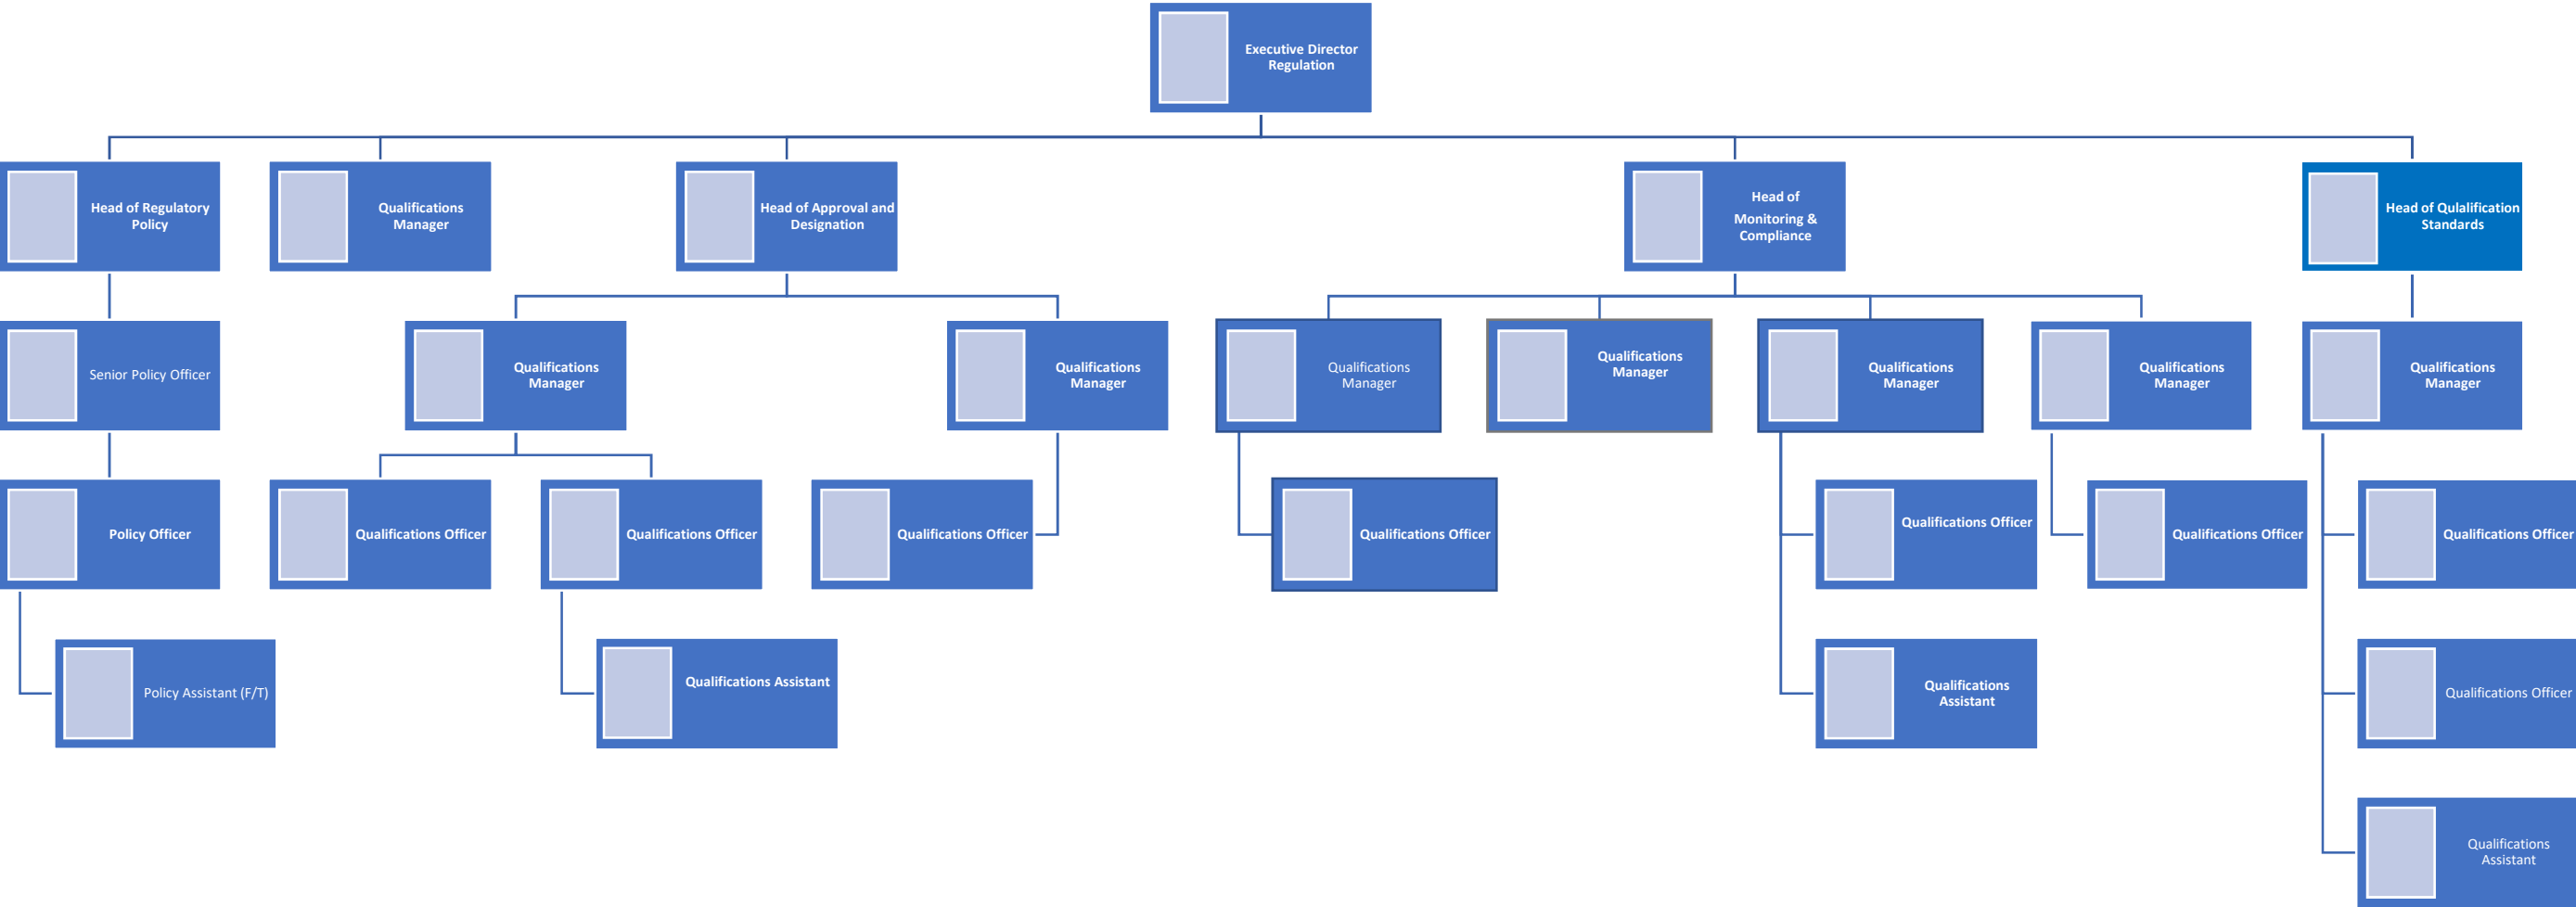 Executive Director
Regulation
Head of Regulatory
Policy
Qualifications
Manager
Head of Approval and
Designation
Head of
Monitoring &
Compliance
Head of Qulalification
Standards
Senior Policy Officer
Qualifications
Manager
Qualifications
Manager
Qualifications
Manager
Qualifications
Manager
Qualifications
Manager
Qualifications
Manager
Qualifications
Manager
Policy Officer
Qualifications Officer
Qualifications Officer
Qualifications Officer
Qualifications Officer
Qualifications Officer
Qualifications Officer
Qualifications Officer
Policy Assistant (F/T)
Qualifications Assistant
Qualifications
Assistant
Qualifications Officer
Qualifications
Assistant